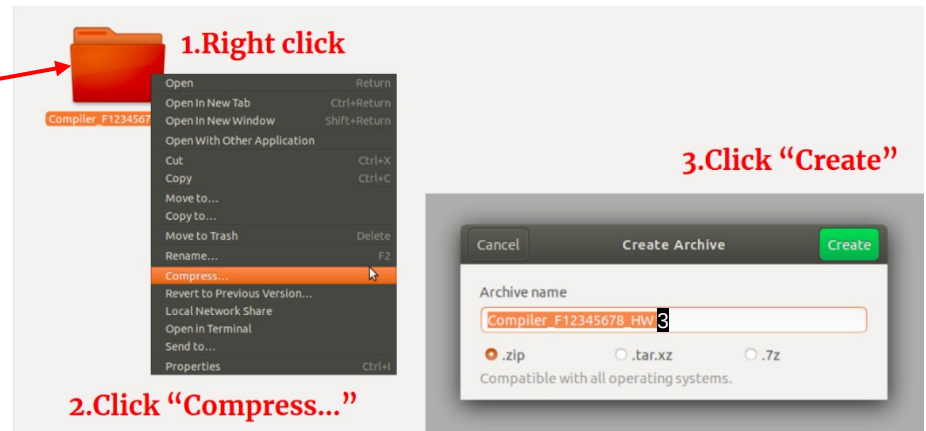 1.Right click
Compiler_F1234567
Open Return
Open In New Tab Ctrl+Return
Open In New Window Shift+Return
Open With Other Application
Cut Ctrl+X
Copy Ctrl+C
Move to…
Copy to…
Move to Trash Delete
Rename… F2
Compress…
Revert to Previous Version…
Local Network Share
Open in Terminal
Send to…
Properties Ctrl+I
2.Click “Compress...”
3.Click “Create”
Cancel Create Archive Create
Archive name
Compiler_F12345678_HW 3
.zip .tar.xz .7z
Compatible with all operating systems.